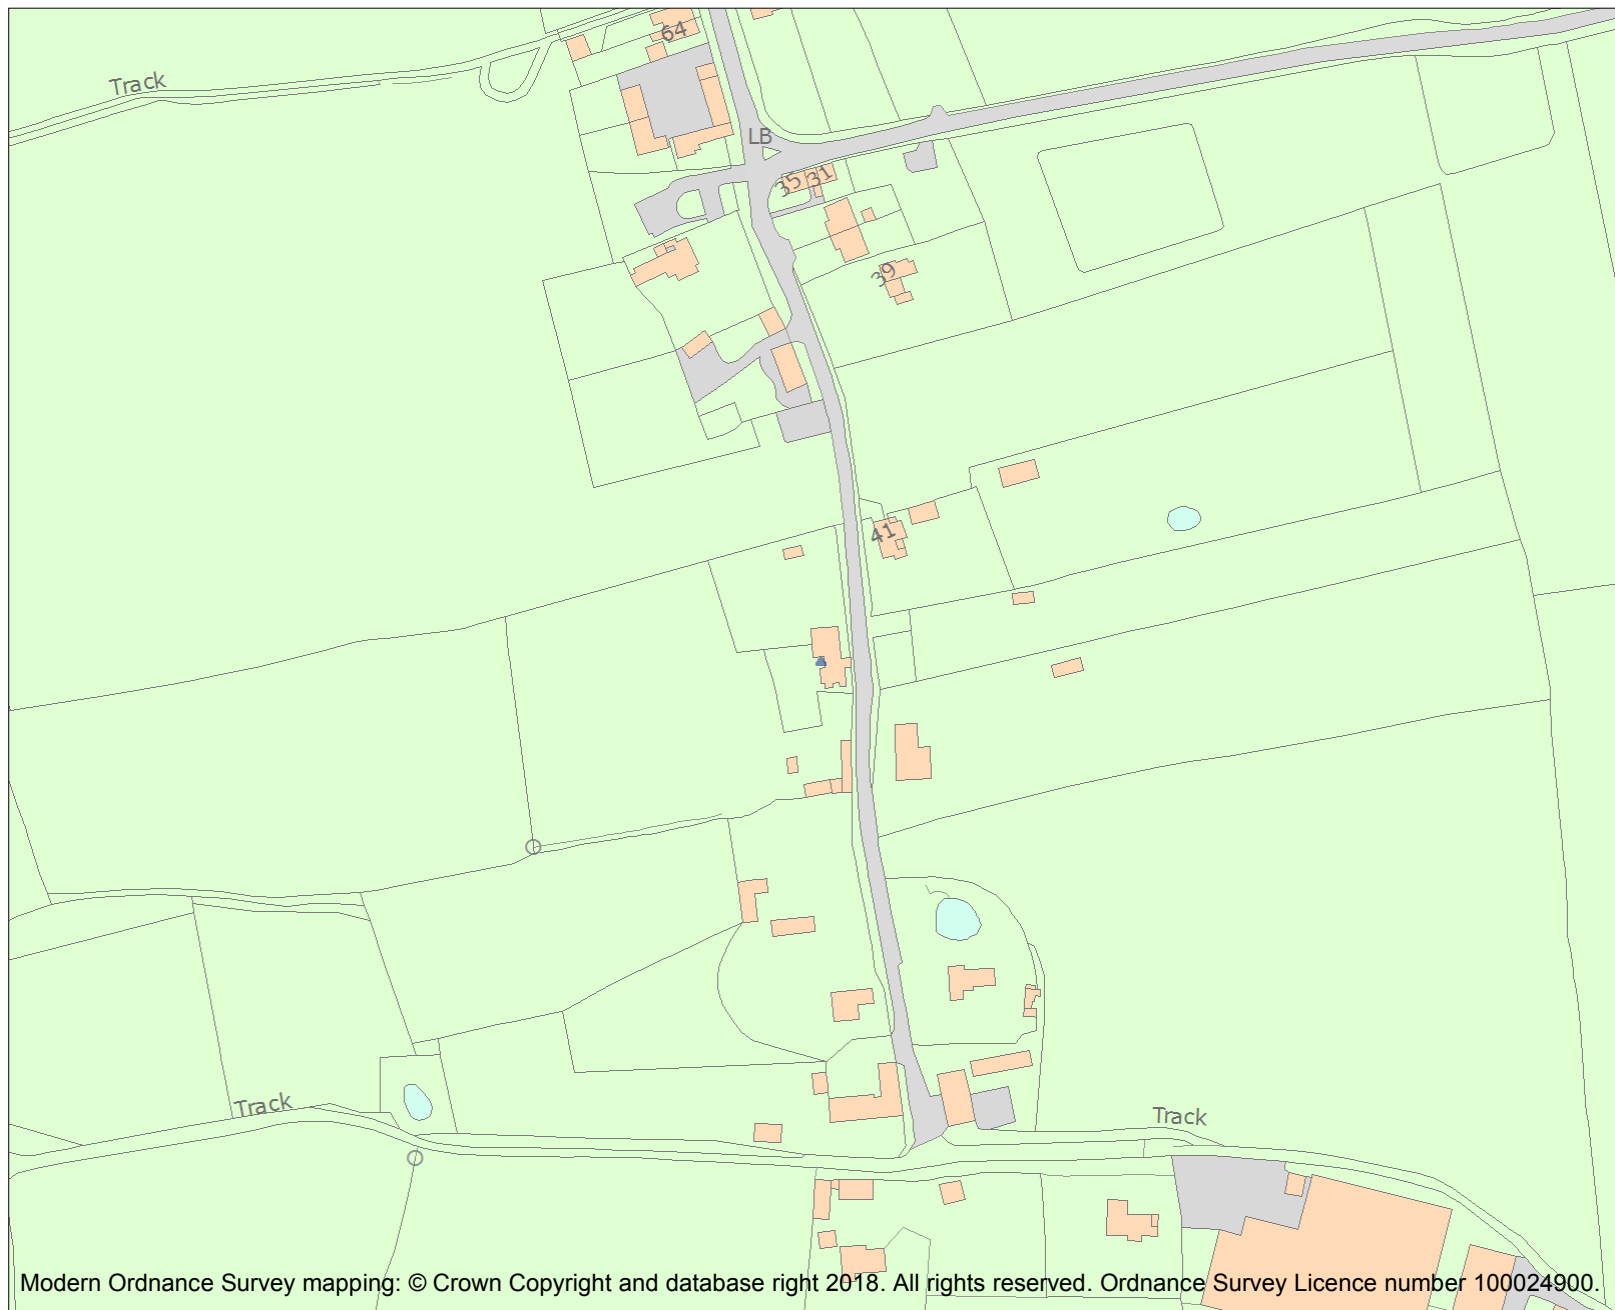 64
Track
LB
35
31
39
41
Track
Track
Modern Ordnance Survey mapping: © Crown Copyright and database right 2018. All rights reserved. Ordnance Survey Licence number 100024900.